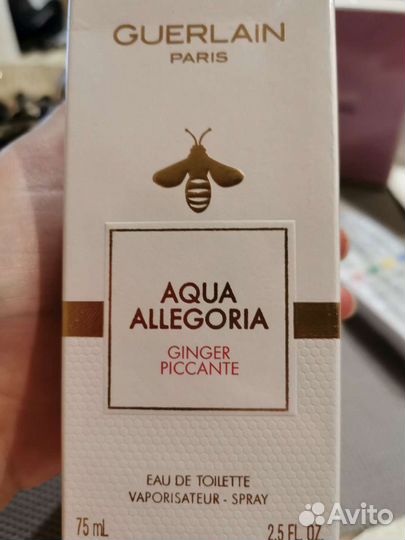 GUERLAIN
PARIS
AQUA
ALLEGORIA
GINGER
PICCANTE
EAU DE TOILETTE
VAPORISATEUR - SPRAY
75 mL 2.5 FL. OZ.
Avito